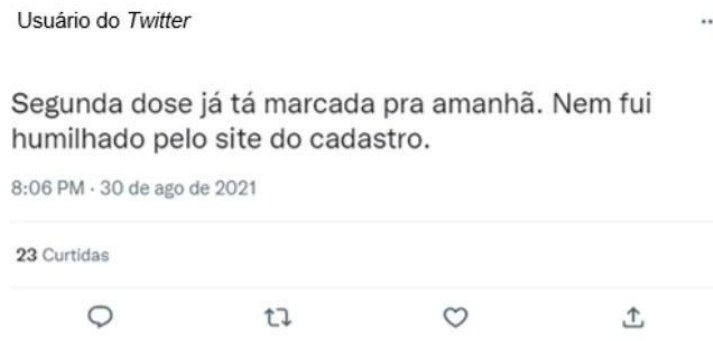 Usuário do Twitter
Segunda dose já tá marcada pra amanhã. Nem fui
humilhado pelo site do cadastro.
8:06 PM · 30 de ago de 2021
23 Curtidas